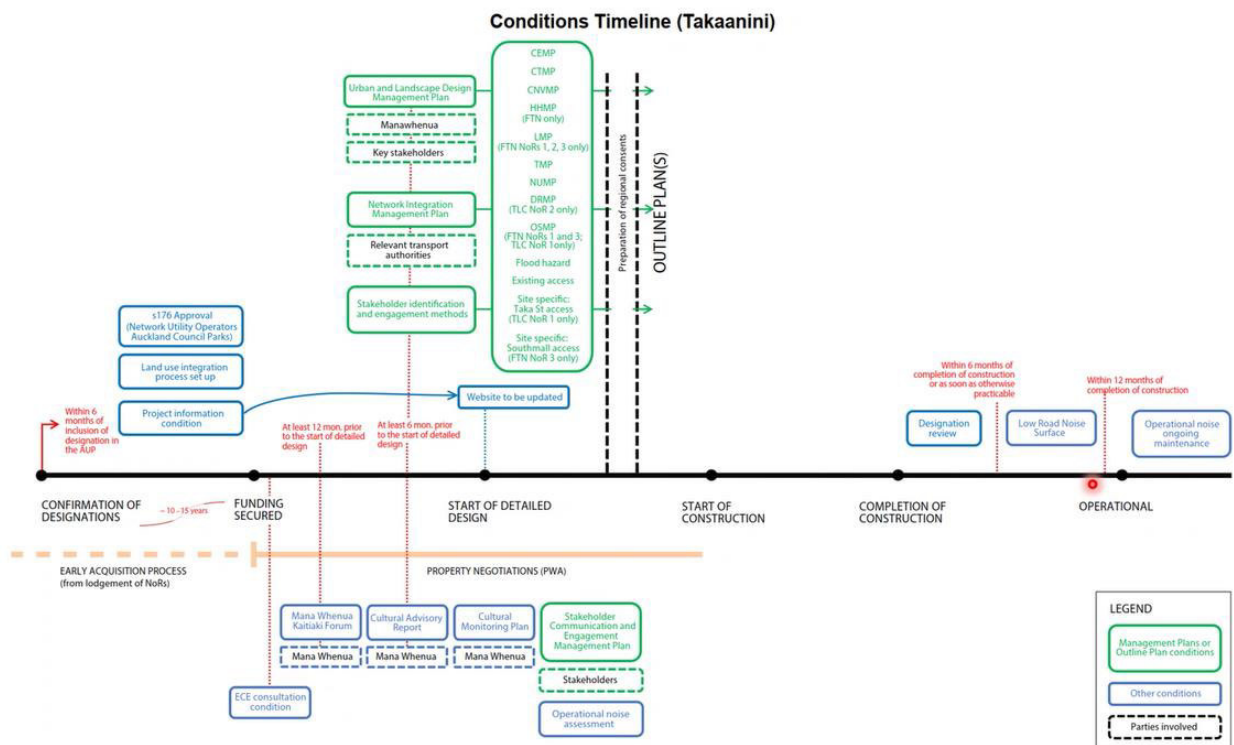 Conditions Timeline (Takaanini)
CEMP
CTMP
CNVMP
HHMP
(FTN only)
LMP
(FTN NoRs 1, 2, 3 only)
TMP
NUMP
DRMP
(TLC NoR 2 only)
OSMP
(FTN NoRs 1 and 3;
TLC NoR 1only)
Flood hazard
Existing access
Site specific:
Taka St access
(TLC NoR 1 only)
Site specific:
Southmall access
(FTN NoR 3 only)
Urban and Landscape Design
Management Plan
Manawhenua
Key stakeholders
Network Integration
Management Plan
Relevant transport
authorities
Stakeholder identification
and engagement methods
Preparation of regional consents
OUTLINE PLAN(S)
s176 Approval
(Network Utility Operators
Auckland Council Parks)
Land use integration
process set up
Project information
condition
Website to be updated
Within 6
months of
inclusion of
designation in
the AUP
At least 12 mon. prior
to the start of detailed
design
At least 6 mon. prior
to the start of detailed
design
Within 6 months of
completion of construction
or as soon as otherwise
practicable
Within 12 months of
completion of construction
Designation
review
Low Road Noise
Surface
Operational noise
ongoing
maintenance
CONFIRMATION OF
DESIGNATIONS
~ 10 - 15 years
FUNDING
SECURED
START OF DETAILED
DESIGN
START OF
CONSTRUCTION
COMPLETION OF
CONSTRUCTION
OPERATIONAL
EARLY ACQUISITION PROCESS
(from lodgement of NoRs)
PROPERTY NEGOTIATIONS (PWA)
Mana Whenua
Kaitiaki Forum
Mana Whenua
Cultural Advisory
Report
Mana Whenua
Cultural
Monitoring Plan
Mana Whenua
Stakeholder
Communication and
Engagement
Management Plan
Stakeholders
Operational noise
assessment
ECE consultation
condition
LEGEND
Management Plans or
Outline Plan conditions
Other conditions
Parties involved